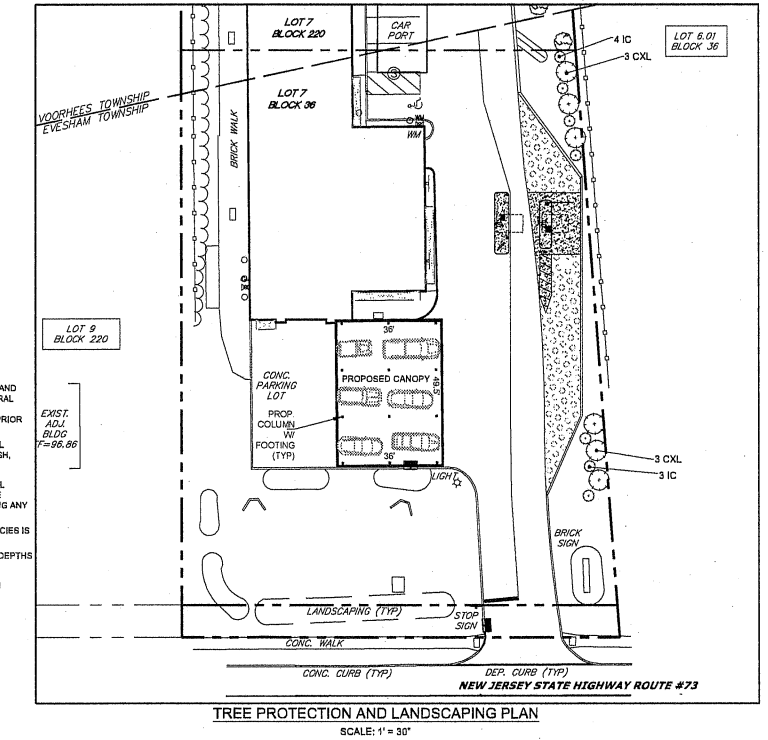 LOT 7
BLOCK 220
CAR
PORT
4 IC
3 CXL
LOT 6.01
BLOCK 36
LOT 7
BLOCK 36
VOORHEES TOWNSHIP
EVESHAM TOWNSHIP
BRICK WALK
WM
LOT 9
BLOCK 220
36'
CONC.
PARKING
LOT
PROPOSED CANOPY
49.5'
PROP.
COLUMN
W/
FOOTING
(TYP)
36'
AND
RAL
PRIOR
EXIST.
ADJ.
BLDG
F=96.86
SH,
G ANY
CIES IS
DEPTHS
LIGHT
3 CXL
3 IC
BRICK
SIGN
LANDSCAPING (TYP)
STOP
SIGN
CONC. WALK
CONC. CURB (TYP)
DEP. CURB (TYP)
NEW JERSEY STATE HIGHWAY ROUTE #73
TREE PROTECTION AND LANDSCAPING PLAN
SCALE: 1' = 30"